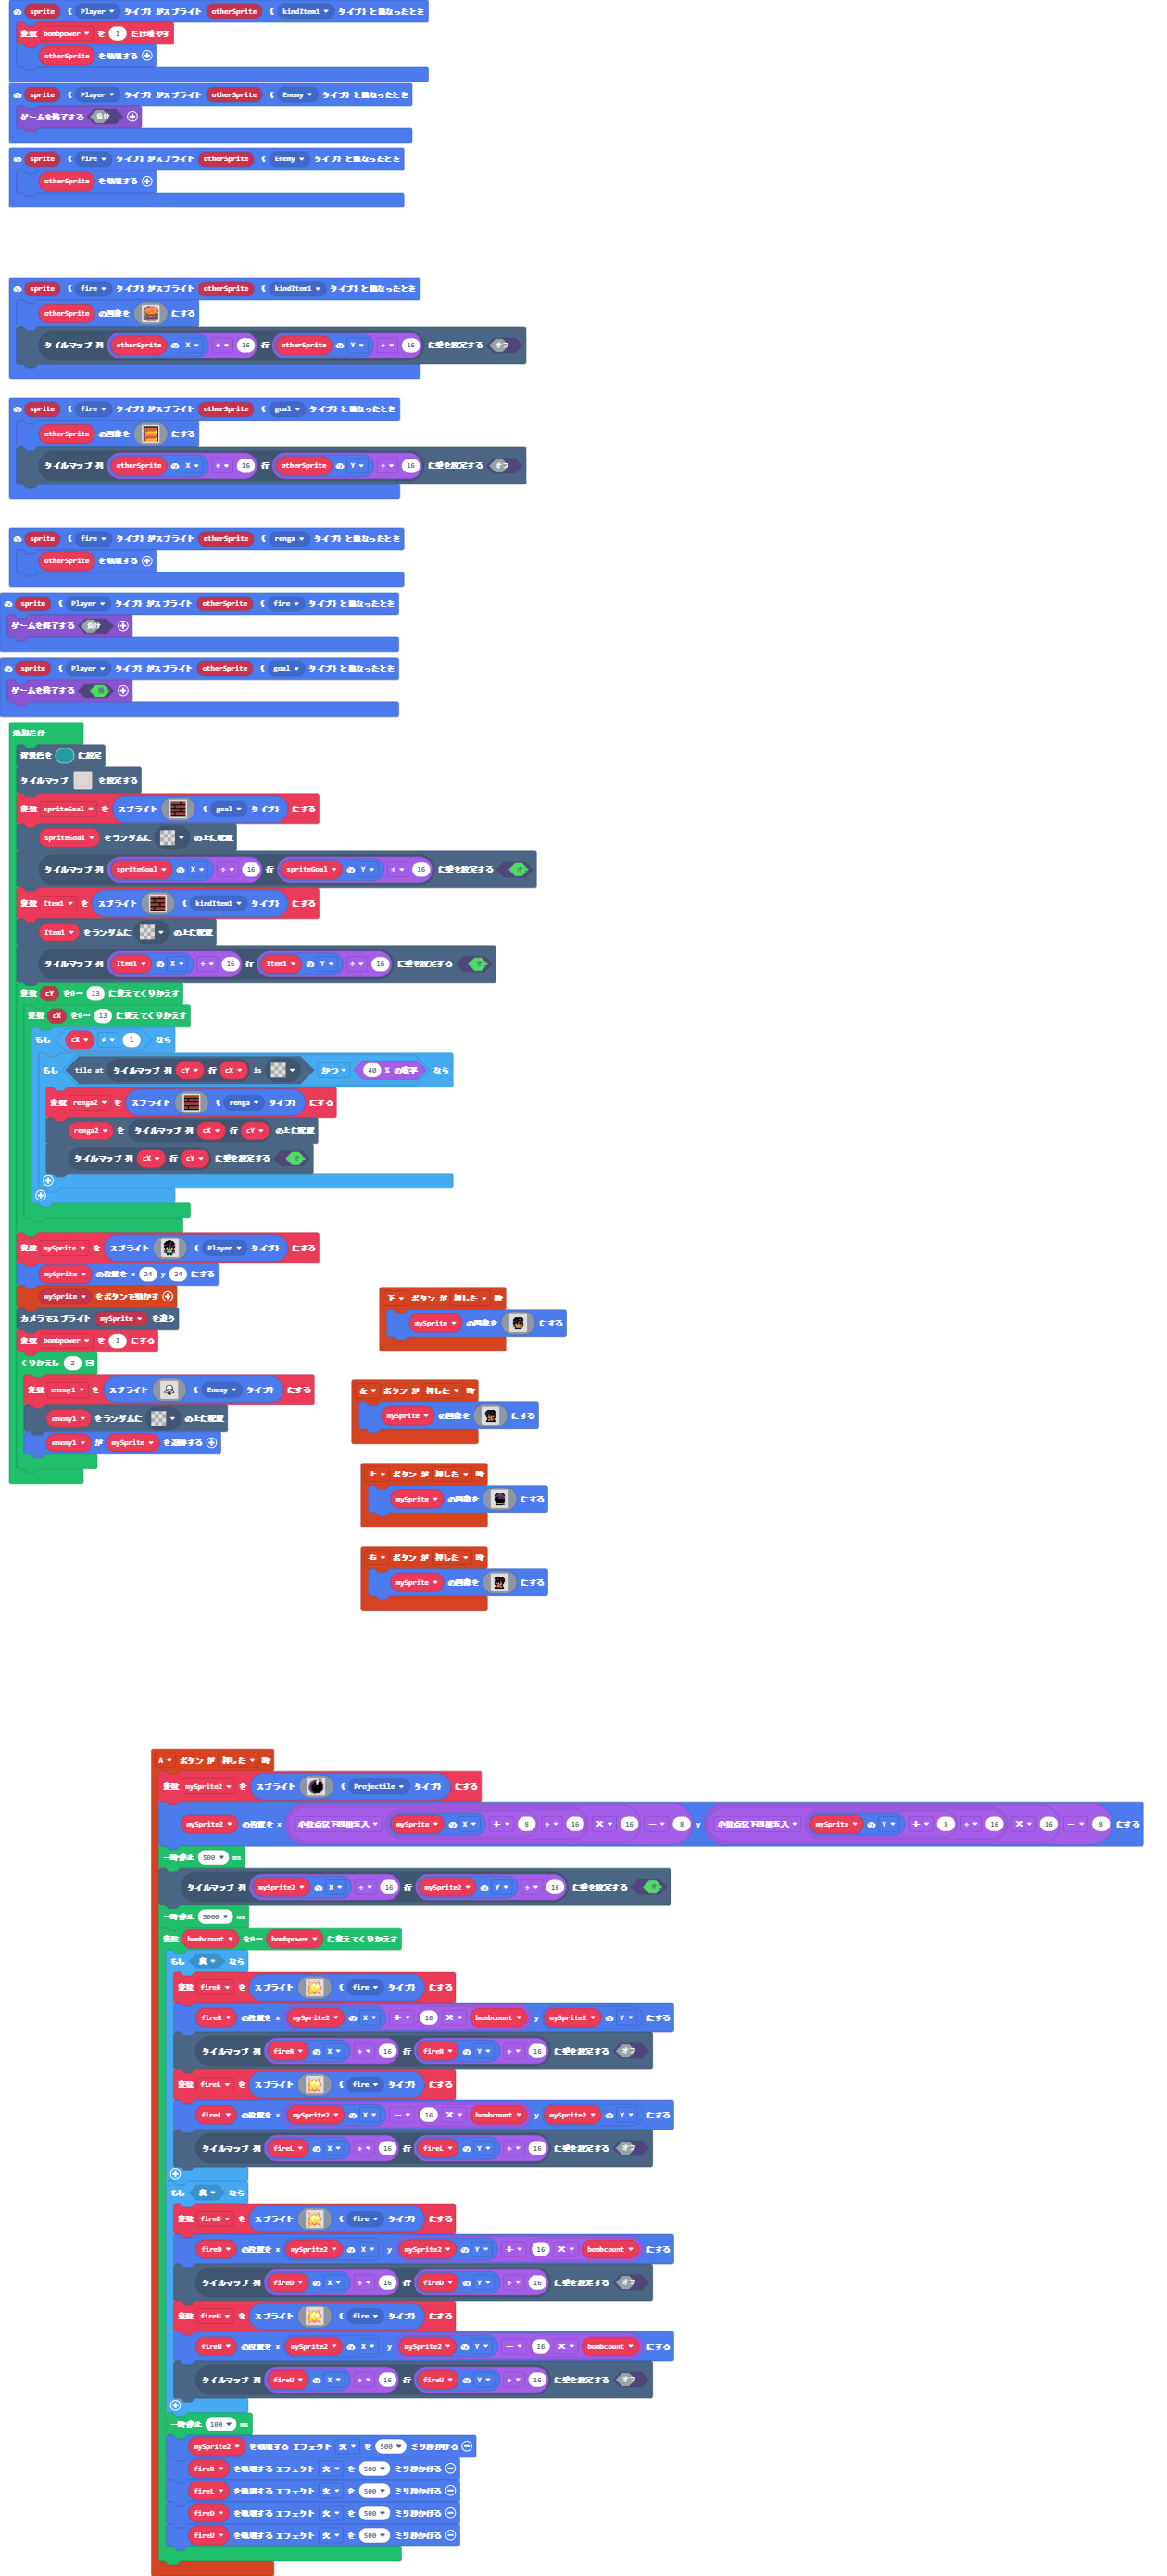 の sprite ( Player タイプ) がスプライト otherSprite ( kindItem1 タイプ) と重なったとき
変数 bombpower を 1 だけ増やす
otherSprite を破壊する
の sprite ( Player タイプ) がスプライト otherSprite ( Enemy タイプ) と重なったとき
ゲームを終了する 負け
の sprite ( fire タイプ) がスプライト otherSprite ( Enemy タイプ) と重なったとき
otherSprite を破壊する
の sprite ( fire タイプ) がスプライト otherSprite ( kindItem1 タイプ) と重なったとき
otherSprite の画像を にする
タイルマップ 列 otherSprite の X ÷ 16 行 otherSprite の Y ÷ 16 に壁を設定する オフ
の sprite ( fire タイプ) がスプライト otherSprite ( goal タイプ) と重なったとき
otherSprite の画像を にする
タイルマップ 列 otherSprite の X ÷ 16 行 otherSprite の Y ÷ 16 に壁を設定する オフ
の sprite ( fire タイプ) がスプライト otherSprite ( renga タイプ) と重なったとき
otherSprite を破壊する
の sprite ( Player タイプ) がスプライト otherSprite ( fire タイプ) と重なったとき
ゲームを終了する 負け
の sprite ( Player タイプ) がスプライト otherSprite ( goal タイプ) と重なったとき
ゲームを終了する
最初だけ
背景色を に設定
タイルマップ を設定する
変数 spriteGoal を スプライト ( goal タイプ) にする
spriteGoal をランダムに の上に配置
タイルマップ 列 spriteGoal の X ÷ 16 行 spriteGoal の Y ÷ 16 に壁を設定する
変数 Item1 を スプライト ( kindItem1 タイプ) にする
Item1 をランダムに の上に配置
タイルマップ 列 Item1 の X ÷ 16 行 Item1 の Y ÷ 16 に壁を設定する
変数 cY を0〜 13 に変えてくりかえす
変数 cX を0〜 13 に変えてくりかえす
もし cX ≠ 1 なら
もし tile at タイルマップ 列 cY 行 cX is かつ 40 % の確率 なら
変数 renga2 を スプライト ( renga タイプ) にする
renga2 を タイルマップ 列 cX 行 cY の上に配置
タイルマップ 列 cX 行 cY に壁を設定する
変数 mySprite を スプライト ( Player タイプ) にする
mySprite の位置を x 24 y 24 にする
mySprite をボタンで動かす
カメラでスプライト mySprite を追う
変数 bombpower を 1 にする
くりかえし 2 回
変数 enemy1 を スプライト ( Enemy タイプ) にする
enemy1 をランダムに の上に配置
enemy1 が mySprite を追跡する
下 ボタン が 押した 時
mySprite の画像を にする
左 ボタン が 押した 時
mySprite の画像を にする
上 ボタン が 押した 時
mySprite の画像を にする
右 ボタン が 押した 時
mySprite の画像を にする
A ボタン が 押した 時
変数 mySprite2 を スプライト ( Projectile タイプ) にする
mySprite2 の位置を x 小数点以下四捨五入 mySprite の X + 8 ÷ 16 × 16 − 8 y 小数点以下四捨五入 mySprite の Y + 8 ÷ 16 × 16 − 8 にする
一時停止 500 ms
タイルマップ 列 mySprite2 の X ÷ 16 行 mySprite2 の Y ÷ 16 に壁を設定する
一時停止 5000 ms
変数 bombcount を0〜 bombpower に変えてくりかえす
もし 真 なら
変数 fireR を スプライト ( fire タイプ) にする
fireR の位置を x mySprite2 の X + 16 × bombcount y mySprite2 の Y にする
タイルマップ 列 fireR の X ÷ 16 行 fireR の Y ÷ 16 に壁を設定する オフ
変数 fireL を スプライト ( fire タイプ) にする
fireL の位置を x mySprite2 の X − 16 × bombcount y mySprite2 の Y にする
タイルマップ 列 fireL の X ÷ 16 行 fireL の Y ÷ 16 に壁を設定する オフ
もし 真 なら
変数 fireD を スプライト ( fire タイプ) にする
fireD の位置を x mySprite2 の X y mySprite2 の Y + 16 × bombcount にする
タイルマップ 列 fireD の X ÷ 16 行 fireD の Y ÷ 16 に壁を設定する オフ
変数 fireU を スプライト ( fire タイプ) にする
fireU の位置を x mySprite2 の X y mySprite2 の Y − 16 × bombcount にする
タイルマップ 列 fireU の X ÷ 16 行 fireU の Y ÷ 16 に壁を設定する オフ
一時停止 100 ms
mySprite2 を破壊する エフェクト 火 を 500 ミリ秒かける
fireR を破壊する エフェクト 火 を 500 ミリ秒かける
fireL を破壊する エフェクト 火 を 500 ミリ秒かける
fireD を破壊する エフェクト 火 を 500 ミリ秒かける
fireU を破壊する エフェクト 火 を 500 ミリ秒かける